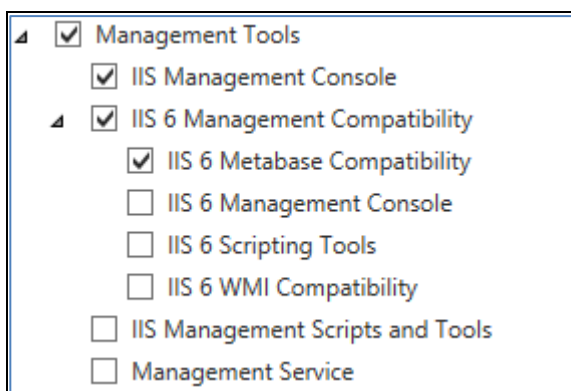 Management Tools
IIS Management Console
IIS 6 Management Compatibility
IIS 6 Metabase Compatibility
IIS 6 Management Console
IIS 6 Scripting Tools
IIS 6 WMI Compatibility
IIS Management Scripts and Tools
Management Service